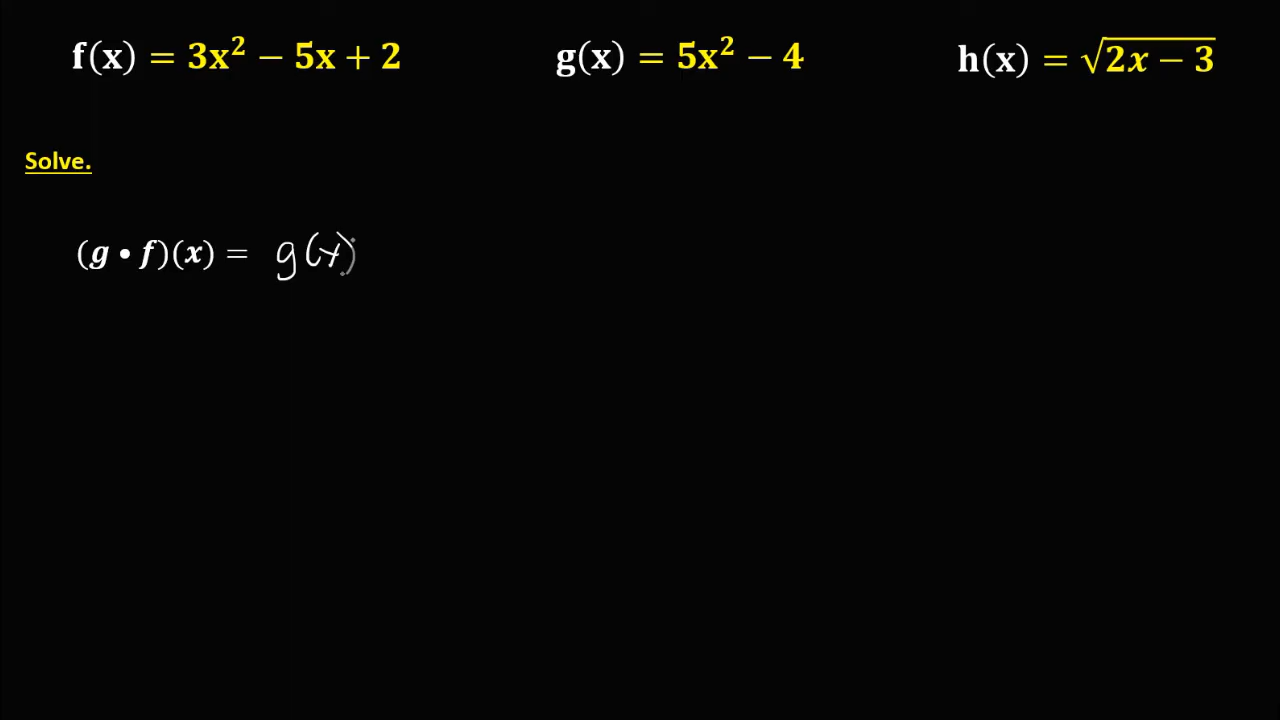 f(x) = 3x² − 5x + 2 g(x) = 5x² − 4 h(x) = √(2x − 3)
Solve.
(g • f)(x) = g(x)